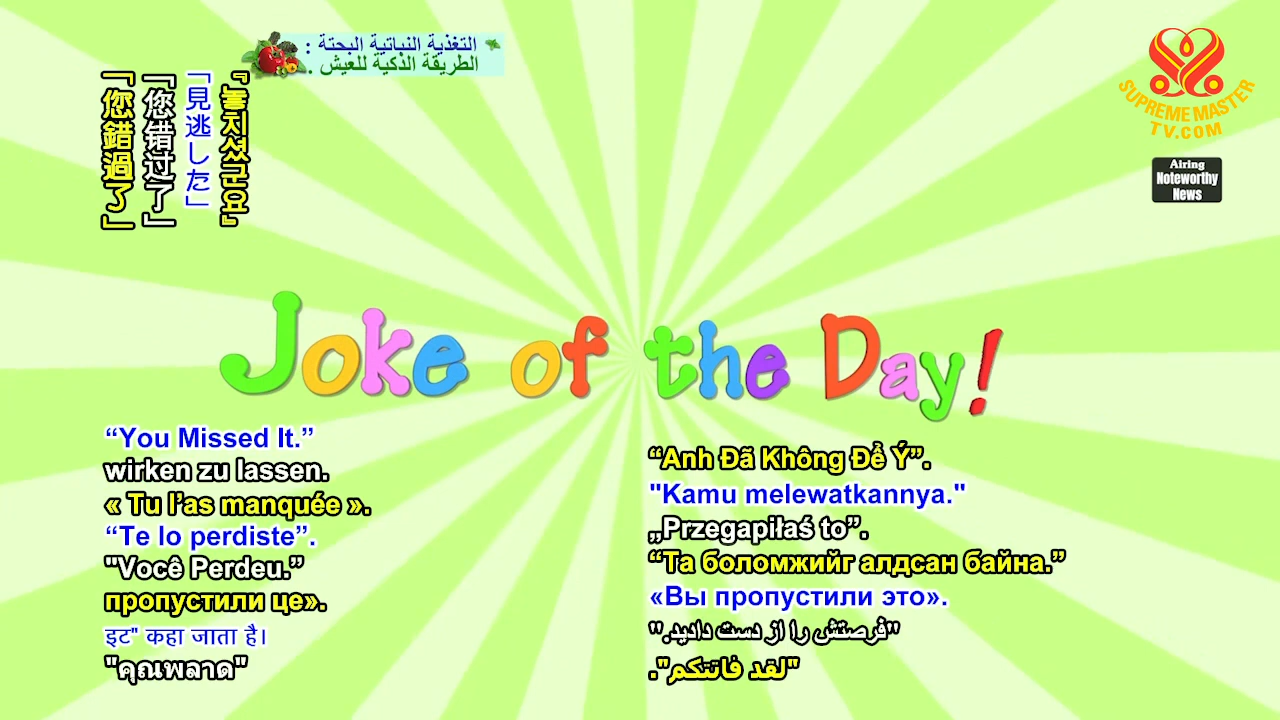 التغذية النباتية البحتة :
الطريقة الذكية للعيش .
『놓치셨군요』
「見逃した」
「您错过了」
「您錯過了」
SUPREME MASTER
TV.COM
Airing
Noteworthy
News
Joke of the Day!
“You Missed It.”
wirken zu lassen.
« Tu l’as manquée ».
“Te lo perdiste”.
"Você Perdeu.”
пропустили це».
इट" कहा जाता है।
"คุณพลาด"
“Anh Đã Không Để Ý”.
"Kamu melewatkannya."
„Przegapiłaś to”.
“Та боломжийг алдсан байна.”
«Вы пропустили это».
"فرصتش را از دست دادید."
"لقد فاتتكم".